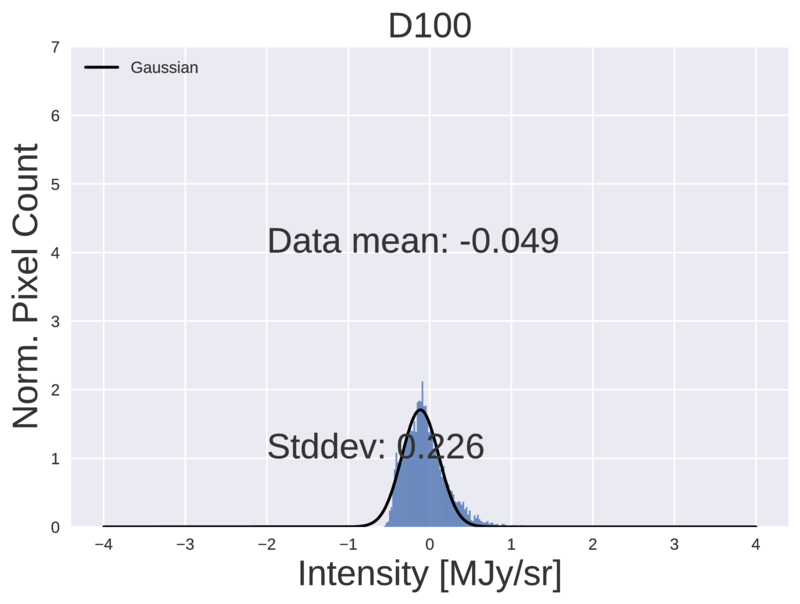 D100
Gaussian
7
6
5
4
3
2
1
0
Norm. Pixel Count
Data mean: -0.049
Stddev: 0.226
−4 −3 −2 −1 0 1 2 3 4
Intensity [MJy/sr]